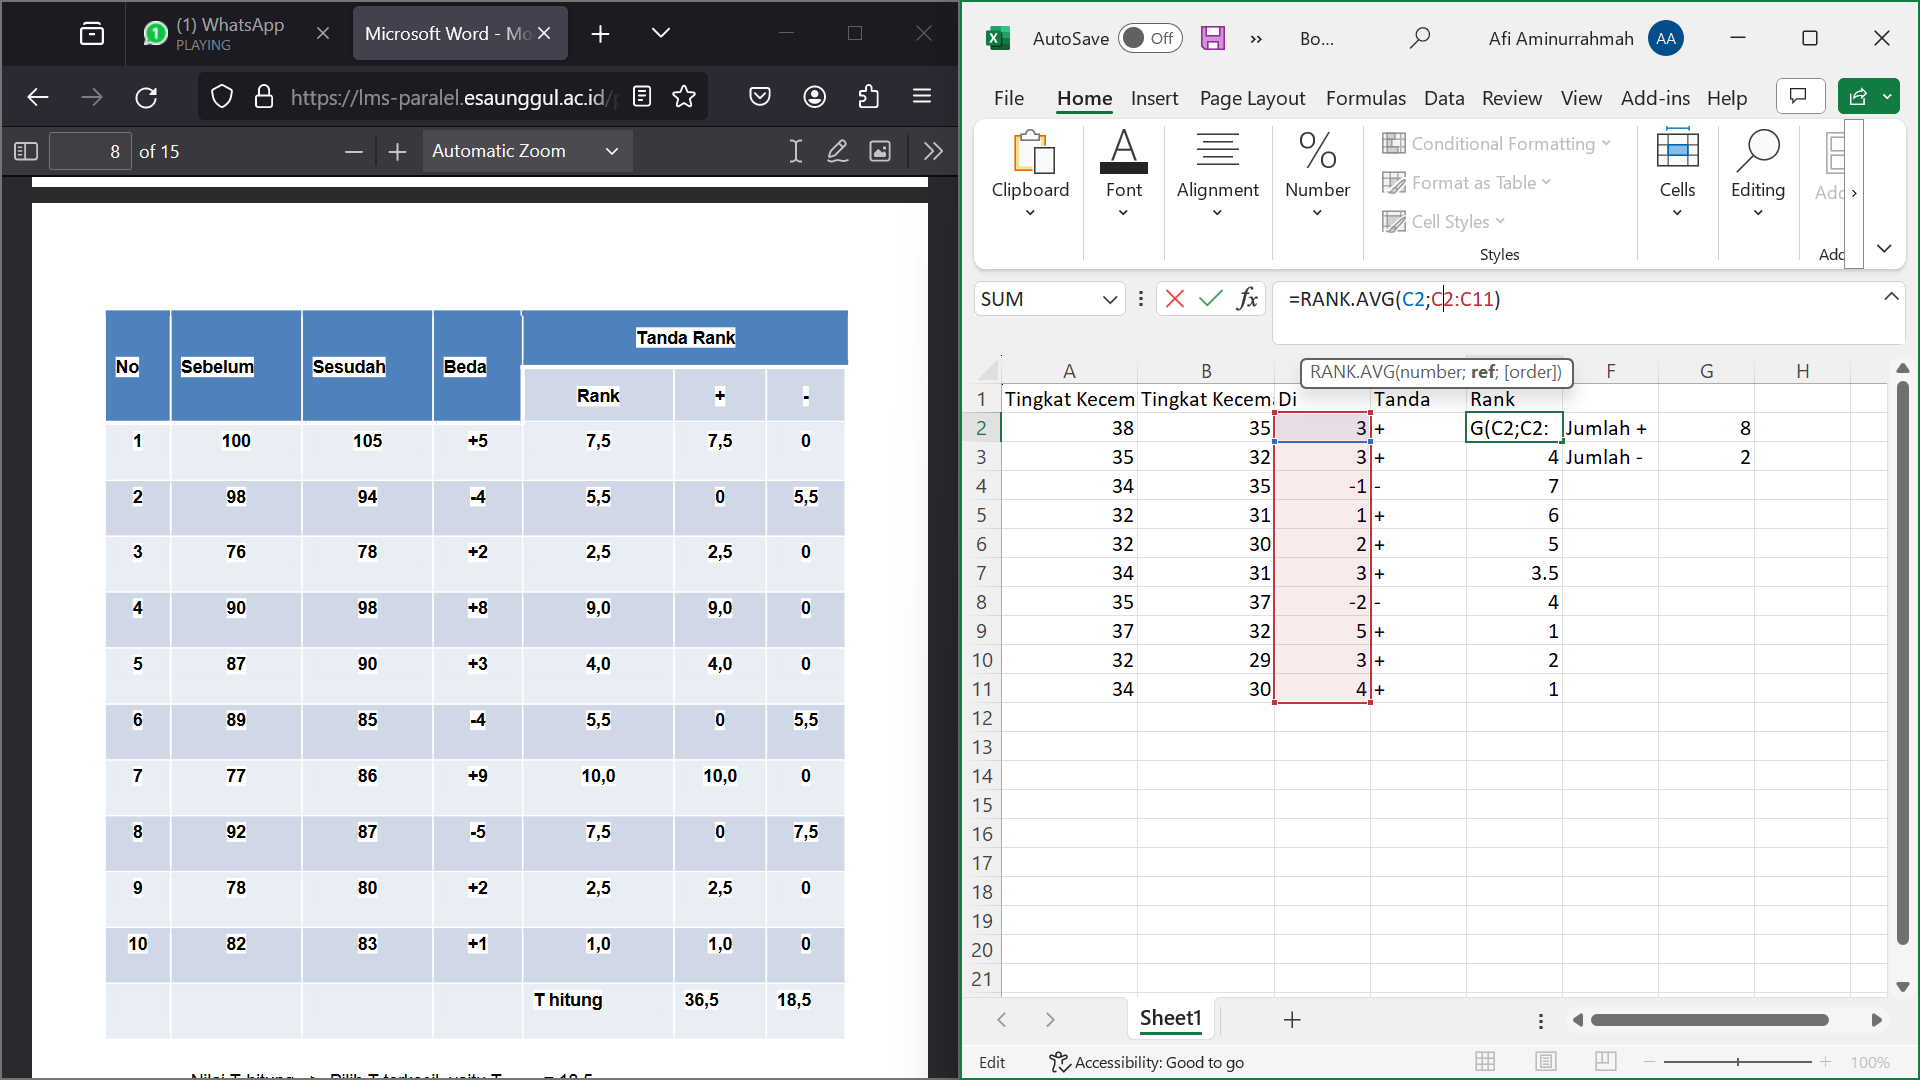 (1) WhatsApp
PLAYING
Microsoft Word - Mo
https://lms-paralel.esaunggul.ac.id/
8 of 15
Automatic Zoom
No Sebelum Sesudah Beda Tanda Rank
Rank + -
1 100 105 +5 7,5 7,5 0
2 98 94 -4 5,5 0 5,5
3 76 78 +2 2,5 2,5 0
4 90 98 +8 9,0 9,0 0
5 87 90 +3 4,0 4,0 0
6 89 85 -4 5,5 0 5,5
7 77 86 +9 10,0 10,0 0
8 92 87 -5 7,5 0 7,5
9 78 80 +2 2,5 2,5 0
10 82 83 +1 1,0 1,0 0
T hitung 36,5 18,5
AutoSave Off Bo... Afi Aminurrahmah AA
File Home Insert Page Layout Formulas Data Review View Add-ins Help
Clipboard Font Alignment Number Cells Editing Add
Conditional Formatting
Format as Table
Cell Styles
Styles Add
SUM fx =RANK.AVG(C2;C2:C11)
RANK.AVG(number; ref; [order])
A B F G H
1 Tingkat Kecem Tingkat Kecema Di Tanda Rank
2 38 35 3 + G(C2;C2: Jumlah + 8
3 35 32 3 + 4 Jumlah - 2
4 34 35 -1 - 7
5 32 31 1 + 6
6 32 30 2 + 5
7 34 31 3 + 3.5
8 35 37 -2 - 4
9 37 32 5 + 1
10 32 29 3 + 2
11 34 30 4 + 1
12
13
14
15
16
17
18
19
20
21
Sheet1
Edit Accessibility: Good to go 100%